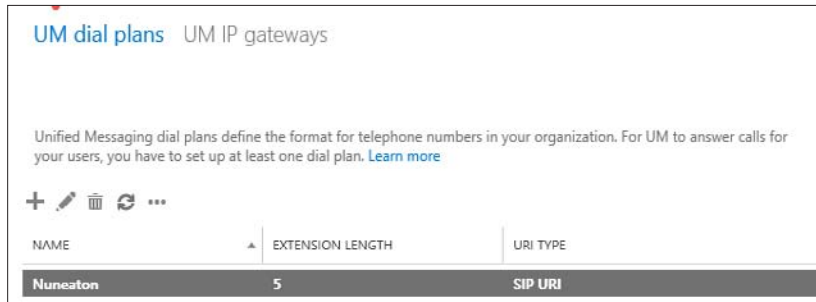 UM dial plans UM IP gateways
Unified Messaging dial plans define the format for telephone numbers in your organization. For UM to answer calls for
your users, you have to set up at least one dial plan. Learn more
NAME EXTENSION LENGTH URI TYPE
Nuneaton 5 SIP URI